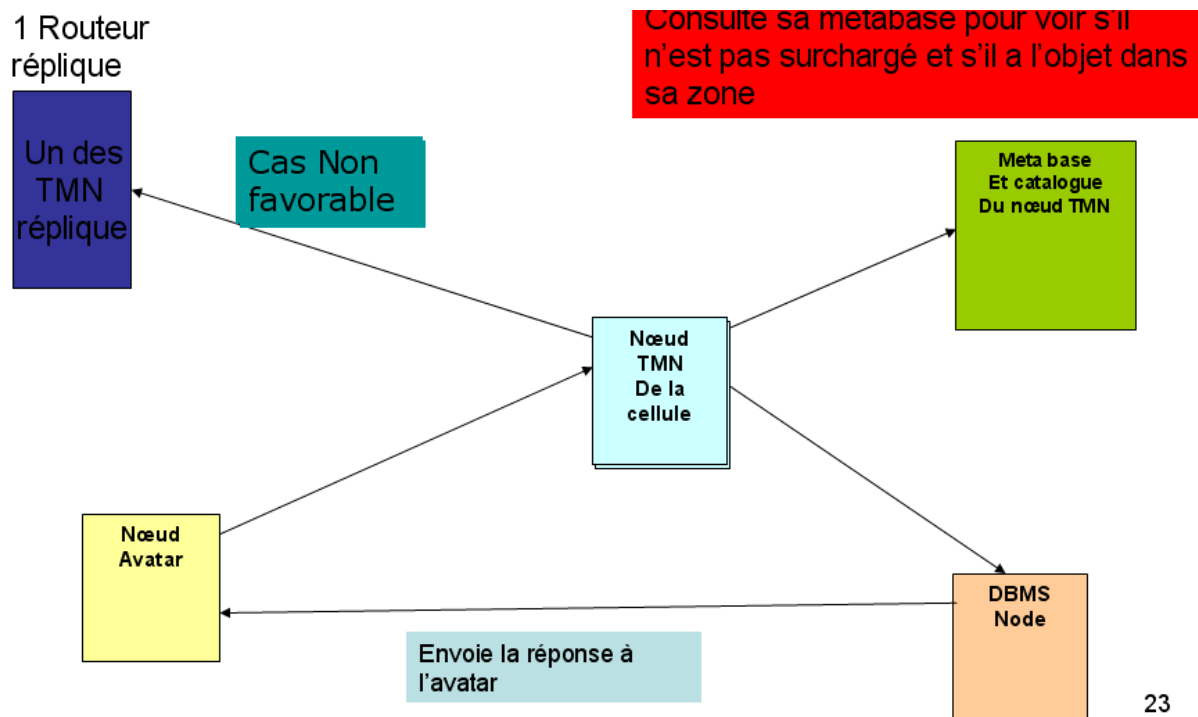 1 Routeur
réplique
Consulte sa metabase pour voir s'il
n'est pas surchargé et s'il a l'objet dans
sa zone
Un des
TMN
réplique
Cas Non
favorable
Meta base
Et catalogue
Du nœud TMN
Nœud
TMN
De la
cellule
Nœud
Avatar
DBMS
Node
Envoie la réponse à
l'avatar
23